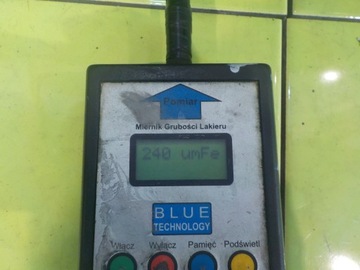 Pomiar
Miernik Grubości Lakieru
240 umFe
BLUE
TECHNOLOGY
Włącz Wyłącz Pamięć Podświetl